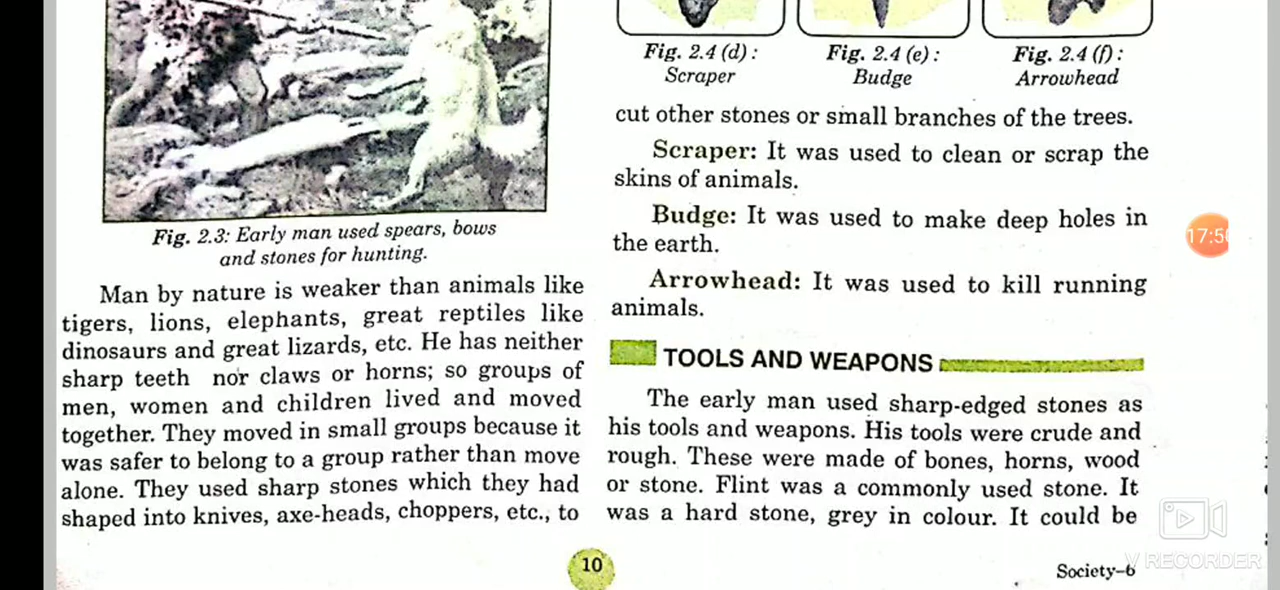 Fig. 2.3: Early man used spears, bows
and stones for hunting.
Man by nature is weaker than animals like
tigers, lions, elephants, great reptiles like
dinosaurs and great lizards, etc. He has neither
sharp teeth nor claws or horns; so groups of
men, women and children lived and moved
together. They moved in small groups because it
was safer to belong to a group rather than move
alone. They used sharp stones which they had
shaped into knives, axe-heads, choppers, etc., to
Fig. 2.4 (d) :
Scraper
Fig. 2.4 (e) :
Budge
Fig. 2.4 (f) :
Arrowhead
cut other stones or small branches of the trees.
Scraper: It was used to clean or scrap the
skins of animals.
Budge: It was used to make deep holes in
the earth.
Arrowhead: It was used to kill running
animals.
TOOLS AND WEAPONS
The early man used sharp-edged stones as
his tools and weapons. His tools were crude and
rough. These were made of bones, horns, wood
or stone. Flint was a commonly used stone. It
was a hard stone, grey in colour. It could be
10
Society–6
V RECORDER